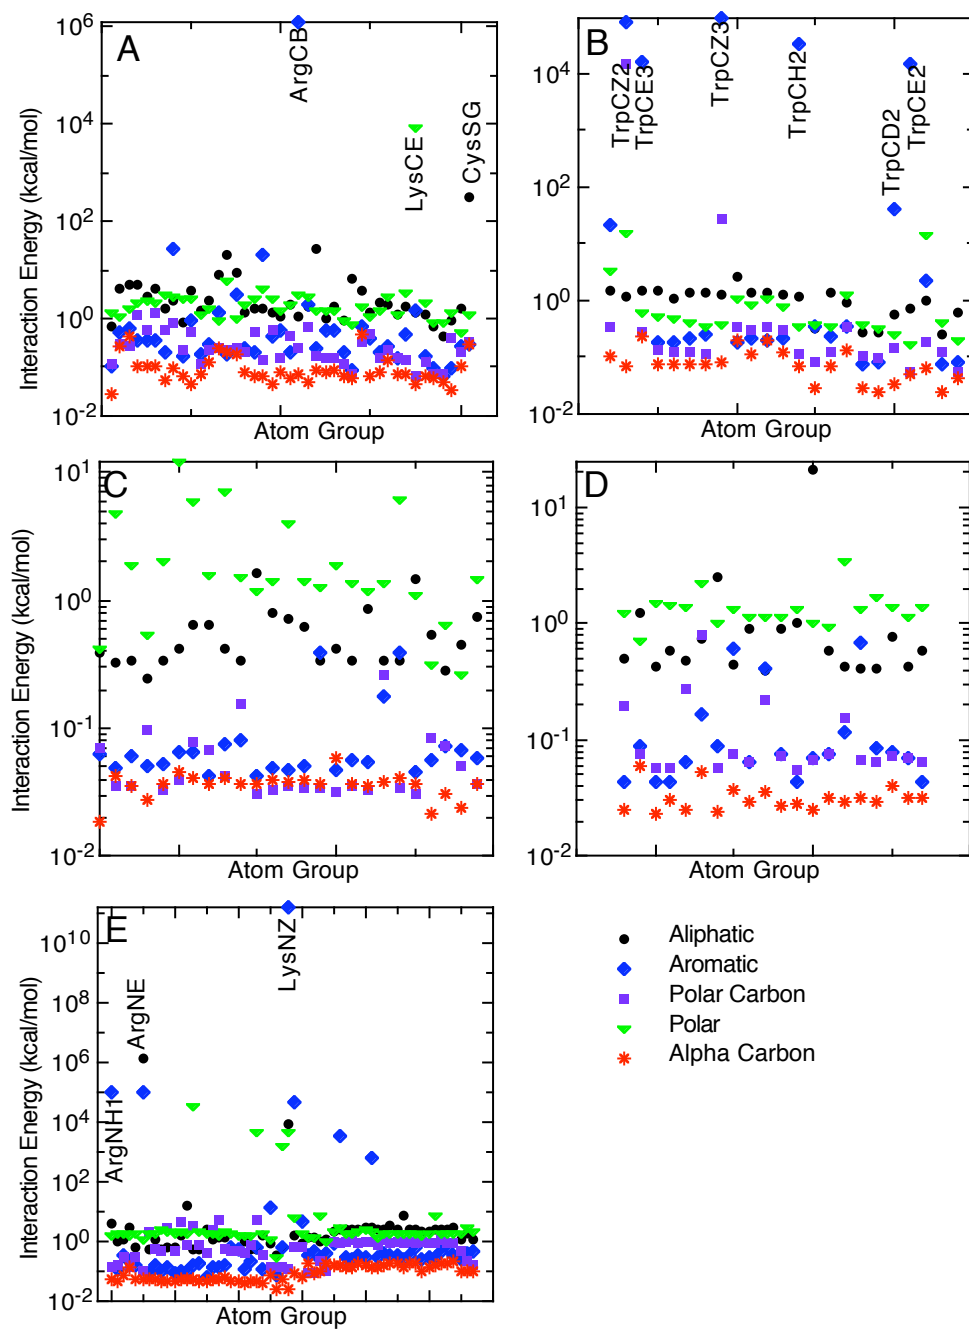 A
Interaction Energy (kcal/mol)
10^6
10^4
10^2
10^0
10^-2
ArgCB
LysCE
CysSG
Atom Group
B
10^4
10^2
10^0
10^-2
TrpCZ2
TrpCE3
TrpCZ3
TrpCH2
TrpCD2
TrpCE2
Atom Group
C
Interaction Energy (kcal/mol)
10^1
10^0
10^-1
10^-2
Atom Group
D
10^1
10^0
10^-1
10^-2
Atom Group
E
Interaction Energy (kcal/mol)
10^10
10^8
10^6
10^4
10^2
10^0
10^-2
ArgNH1
ArgNE
LysNZ
Atom Group
Aliphatic
Aromatic
Polar Carbon
Polar
Alpha Carbon